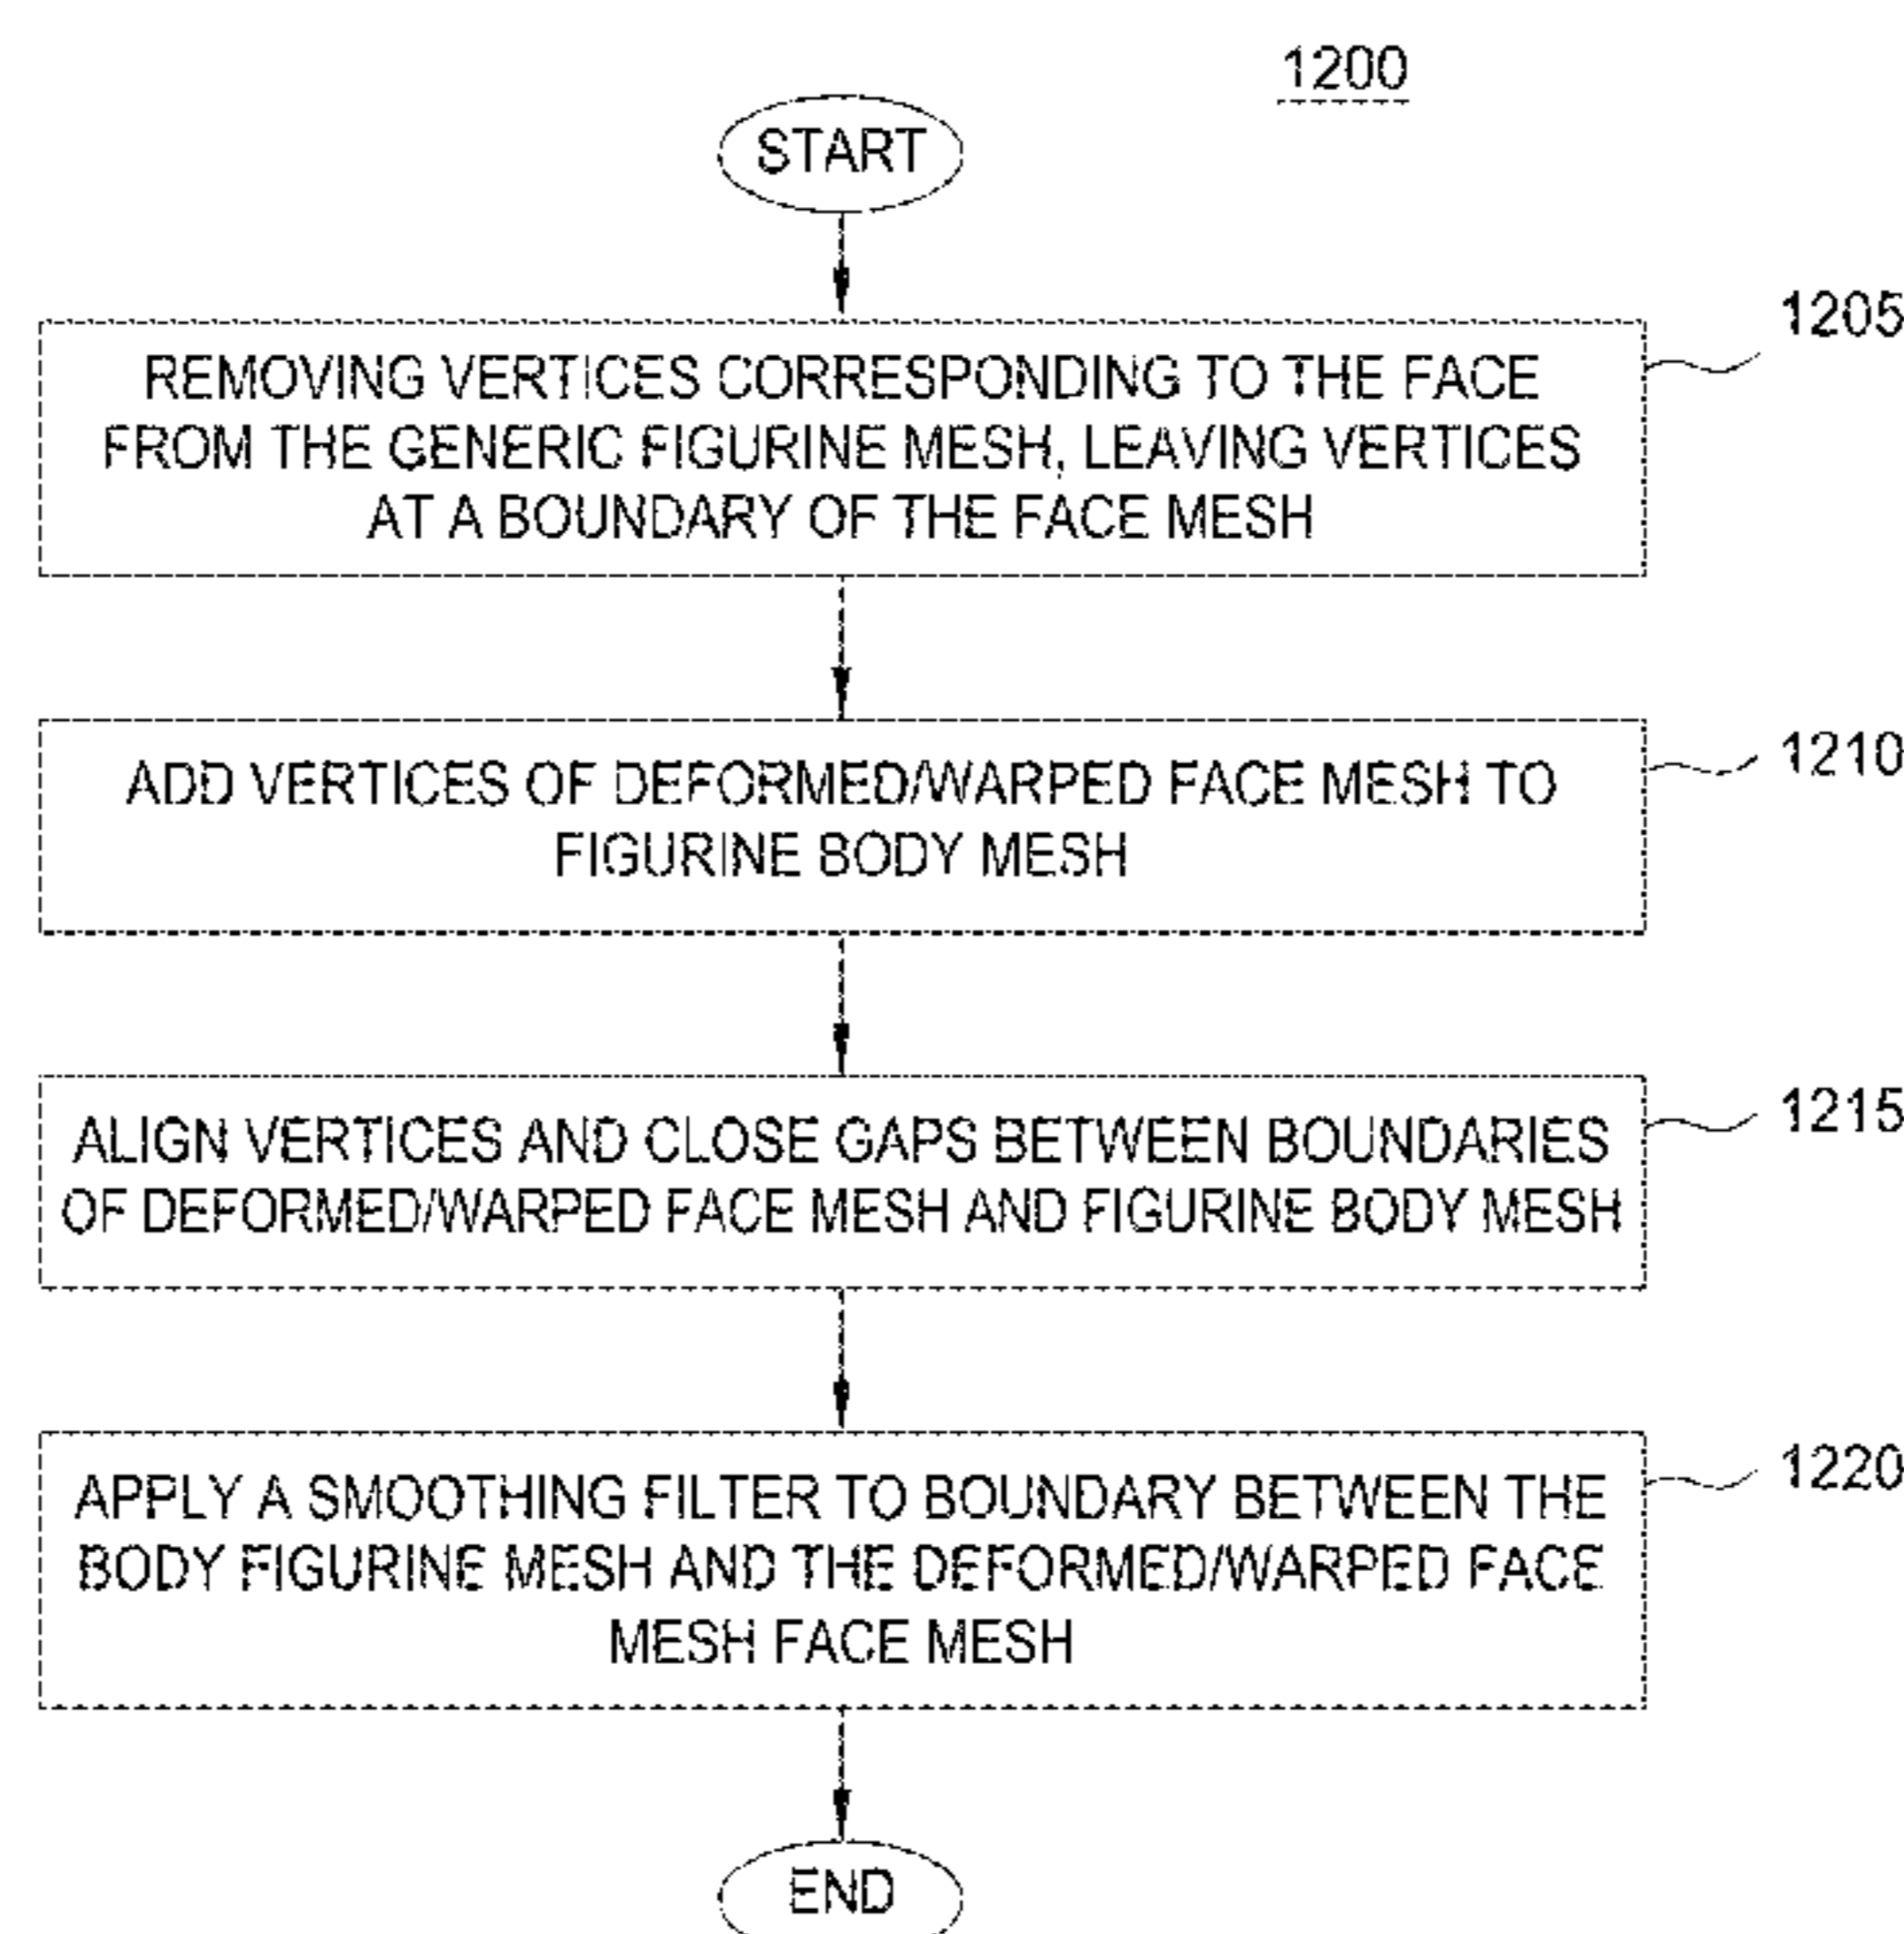 1200
START
1205
REMOVING VERTICES CORRESPONDING TO THE FACE
FROM THE GENERIC FIGURINE MESH, LEAVING VERTICES
AT A BOUNDARY OF THE FACE MESH
1210
ADD VERTICES OF DEFORMED/WARPED FACE MESH TO
FIGURINE BODY MESH
1215
ALIGN VERTICES AND CLOSE GAPS BETWEEN BOUNDARIES
OF DEFORMED/WARPED FACE MESH AND FIGURINE BODY MESH
1220
APPLY A SMOOTHING FILTER TO BOUNDARY BETWEEN THE
BODY FIGURINE MESH AND THE DEFORMED/WARPED FACE
MESH FACE MESH
END